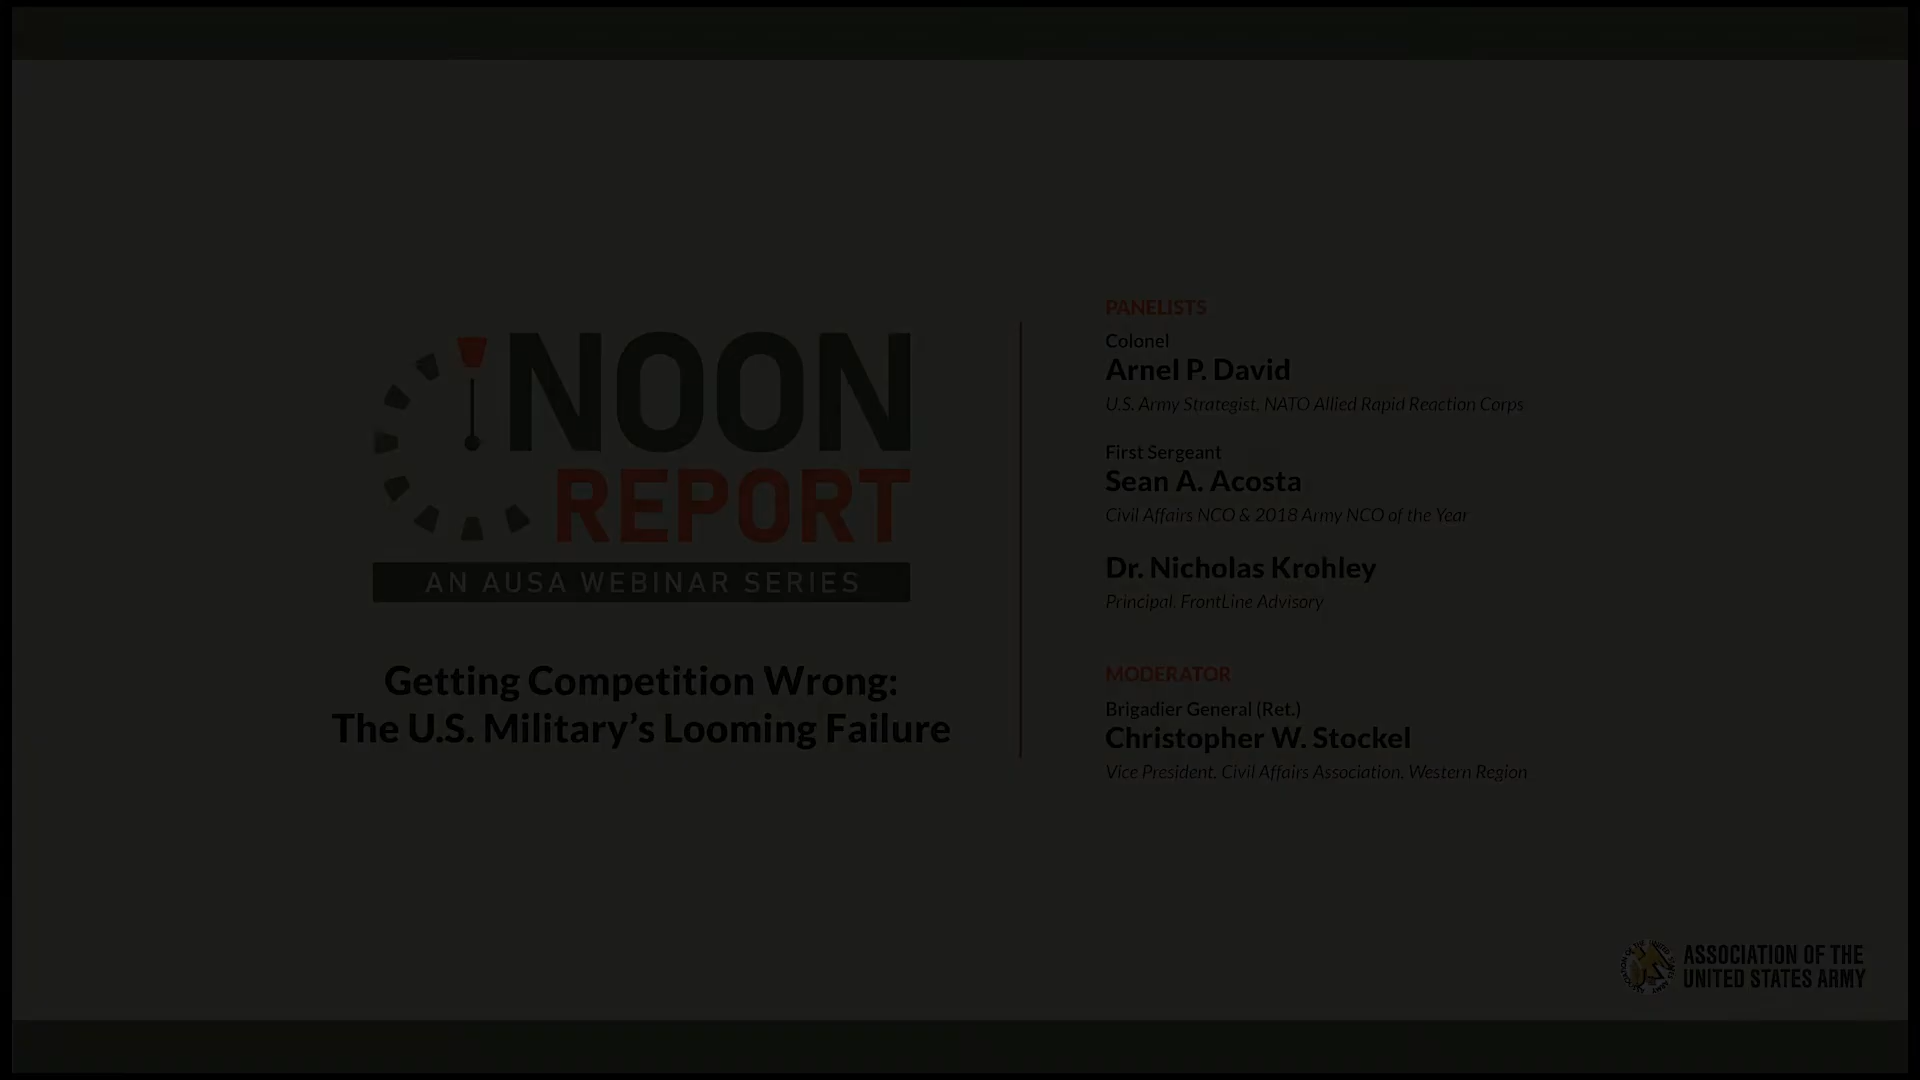 NOON
REPORT
AN AUSA WEBINAR SERIES
Getting Competition Wrong:
The U.S. Military's Looming Failure
PANELISTS
Colonel
Arnel P. David
U.S. Army Strategist, NATO Allied Rapid Reaction Corps
First Sergeant
Sean A. Acosta
Civil Affairs NCO & 2018 Army NCO of the Year
Dr. Nicholas Krohley
Principal, FrontLine Advisory
MODERATOR
Brigadier General (Ret.)
Christopher W. Stockel
Vice President, Civil Affairs Association, Western Region
ASSOCIATION OF THE
UNITED STATES ARMY